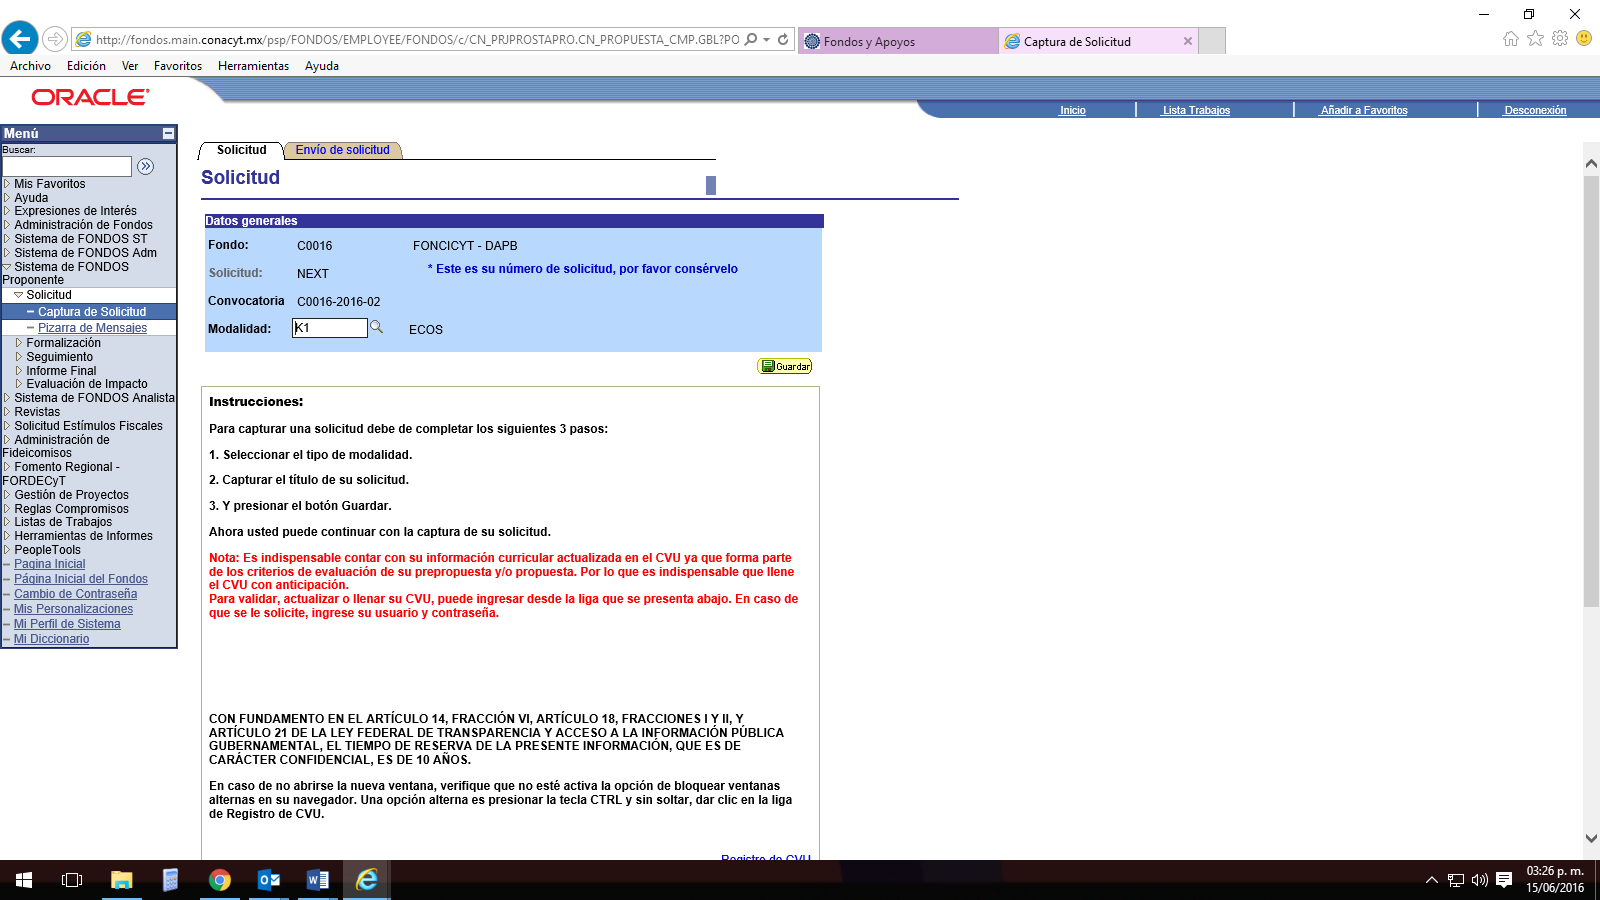 http://fondos.main.conacyt.mx/psp/FONDOS/EMPLOYEE/FONDOS/c/CN_PRJPROSTAPRO.CN_PROPUESTA_CMP.GBL?PO
Fondos y Apoyos
Captura de Solicitud
Archivo Edición Ver Favoritos Herramientas Ayuda
ORACLE
Inicio Lista Trabajos Añadir a Favoritos Desconexión
Menú
Buscar:
Mis Favoritos
Ayuda
Expresiones de Interés
Administración de Fondos
Sistema de FONDOS ST
Sistema de FONDOS Adm
Sistema de FONDOS
Proponente
Solicitud
Captura de Solicitud
Pizarra de Mensajes
Formalización
Seguimiento
Informe Final
Evaluación de Impacto
Sistema de FONDOS Analista
Revistas
Solicitud Estímulos Fiscales
Administración de
Fideicomisos
Fomento Regional -
FORDECyT
Gestión de Proyectos
Reglas Compromisos
Listas de Trabajos
Herramientas de Informes
PeopleTools
Pagina Inicial
Página Inicial del Fondos
Cambio de Contraseña
Mis Personalizaciones
Mi Perfil de Sistema
Mi Diccionario
Solicitud Envío de solicitud
Solicitud
Datos generales
Fondo: C0016 FONCICYT - DAPB
Solicitud: NEXT * Este es su número de solicitud, por favor consérvelo
Convocatoria C0016-2016-02
Modalidad: K1 ECOS
Guardar
Instrucciones:
Para capturar una solicitud debe de completar los siguientes 3 pasos:
1. Seleccionar el tipo de modalidad.
2. Capturar el título de su solicitud.
3. Y presionar el botón Guardar.
Ahora usted puede continuar con la captura de su solicitud.
Nota: Es indispensable contar con su información curricular actualizada en el CVU ya que forma parte
de los criterios de evaluación de su prepropuesta y/o propuesta. Por lo que es indispensable que llene
el CVU con anticipación.
Para validar, actualizar o llenar su CVU, puede ingresar desde la liga que se presenta abajo. En caso de
que se le solicite, ingrese su usuario y contraseña.
CON FUNDAMENTO EN EL ARTÍCULO 14, FRACCIÓN VI, ARTÍCULO 18, FRACCIONES I Y II, Y
ARTÍCULO 21 DE LA LEY FEDERAL DE TRANSPARENCIA Y ACCESO A LA INFORMACIÓN PÚBLICA
GUBERNAMENTAL, EL TIEMPO DE RESERVA DE LA PRESENTE INFORMACIÓN, QUE ES DE
CARÁCTER CONFIDENCIAL, ES DE 10 AÑOS.
En caso de no abrirse la nueva ventana, verifique que no esté activa la opción de bloquear ventanas
alternas en su navegador. Una opción alterna es presionar la tecla CTRL y sin soltar, dar clic en la liga
de Registro de CVU.
Registro de CVU
03:26 p. m.
15/06/2016